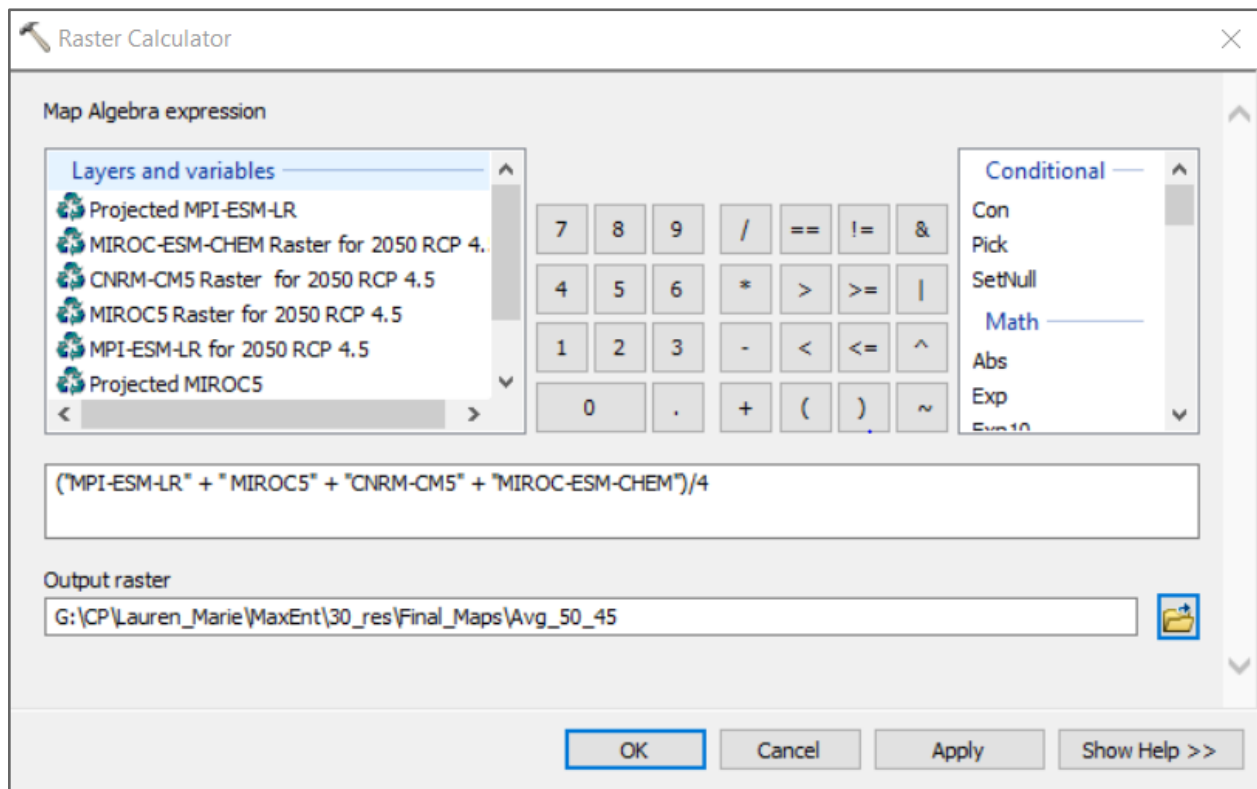 Raster Calculator
Map Algebra expression
Layers and variables
Projected MPI-ESM-LR
MIROC-ESM-CHEM Raster for 2050 RCP 4.
CNRM-CM5 Raster  for 2050 RCP 4.5
MIROC5 Raster for 2050 RCP 4.5
MPI-ESM-LR for 2050 RCP 4.5
Projected MIROC5
7 8 9 / == != &
4 5 6 * > >= |
1 2 3 - < <= ^
0 . + ( ) ~
Conditional
Con
Pick
SetNull
Math
Abs
Exp
Exp10
("MPI-ESM-LR" + " MIROC5" + "CNRM-CM5" + "MIROC-ESM-CHEM")/4
Output raster
G:\CP\Lauren_Marie\MaxEnt\30_res\Final_Maps\Avg_50_45
OK Cancel Apply Show Help >>